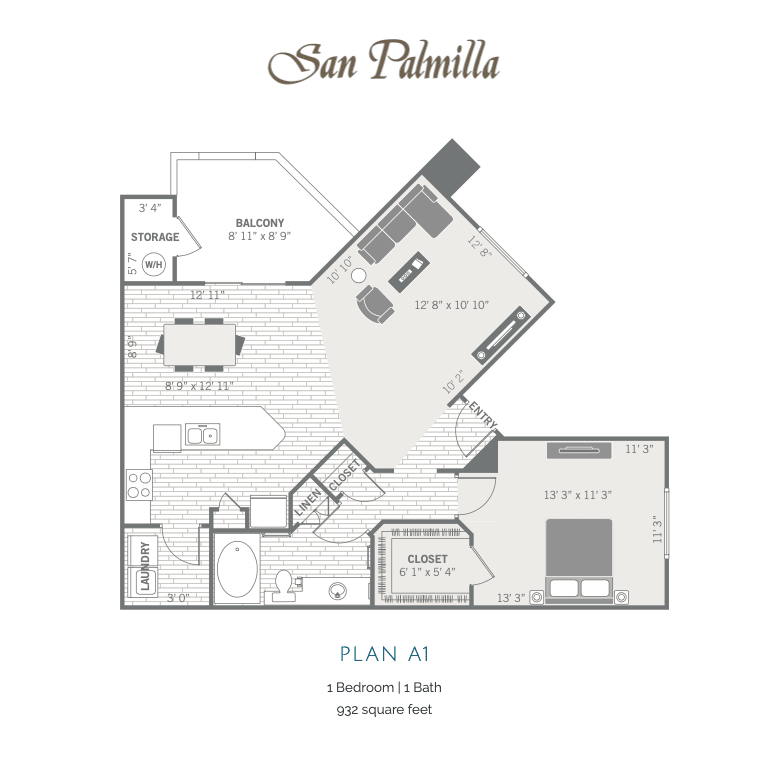 San Palmilla
3' 4"
STORAGE
5' 7"
W/H
BALCONY
8' 11" x 8' 9"
12' 8"
10' 10"
12' 8" x 10' 10"
12' 11"
8' 9"
8' 9" x 12' 11"
10' 2"
ENTRY
CLOSET
LINEN
11' 3"
13' 3" x 11' 3"
11' 3"
LAUNDRY
CLOSET
6' 1" x 5' 4"
3' 0"
13' 3"
PLAN A1
1 Bedroom | 1 Bath
932 square feet